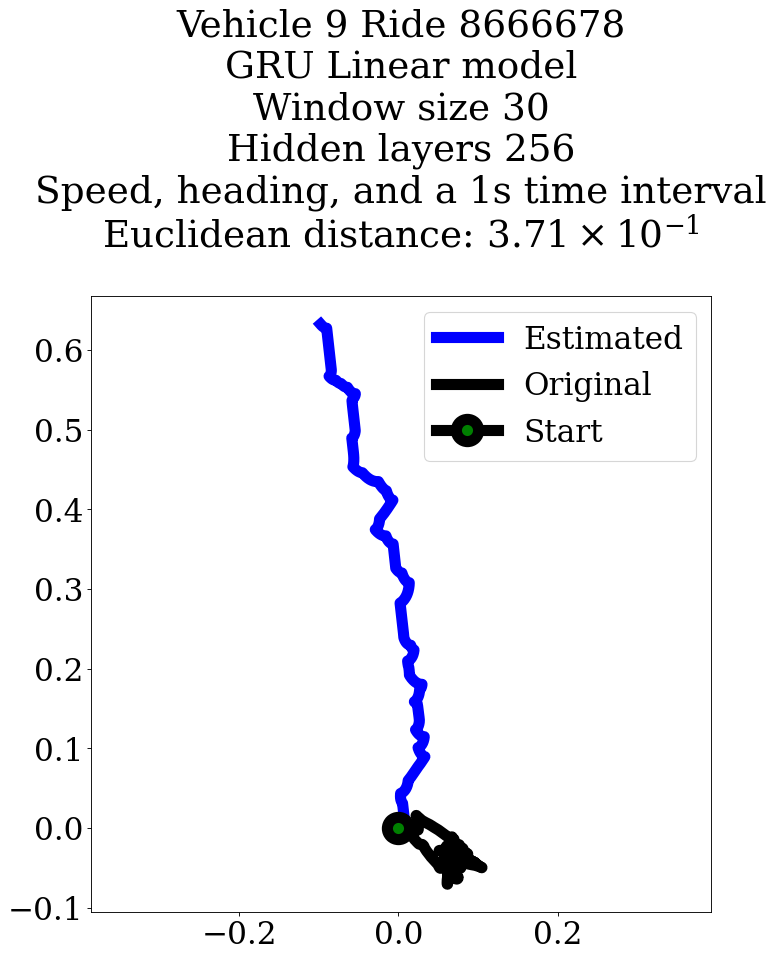 Vehicle 9 Ride 8666678
GRU Linear model
Window size 30
Hidden layers 256
Speed, heading, and a 1s time interval
Euclidean distance: 3.71 × 10⁻¹
Estimated
Original
Start
0.6
0.5
0.4
0.3
0.2
0.1
0.0
−0.1
−0.2
0.0
0.2